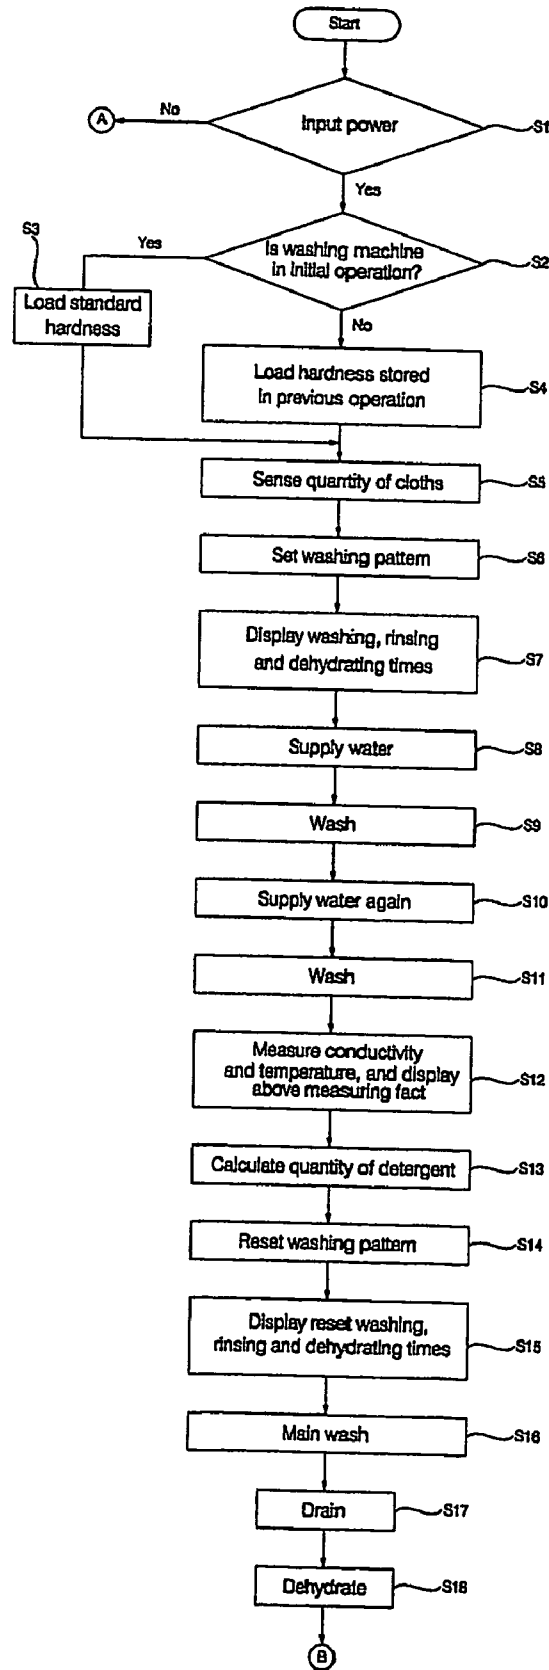 Start
Input power
S1
No
A
Yes
Is washing machine
in initial operation?
S2
Yes
S3
Load standard
hardness
No
Load hardness stored
in previous operation
S4
Sense quantity of cloths
S5
Set washing pattern
S6
Display washing, rinsing
and dehydrating times
S7
Supply water
S8
Wash
S9
Supply water again
S10
Wash
S11
Measure conductivity
and temperature, and display
above measuring fact
S12
Calculate quantity of detergent
S13
Reset washing pattern
S14
Display reset washing,
rinsing and dehydrating times
S15
Main wash
S16
Drain
S17
Dehydrate
S18
B